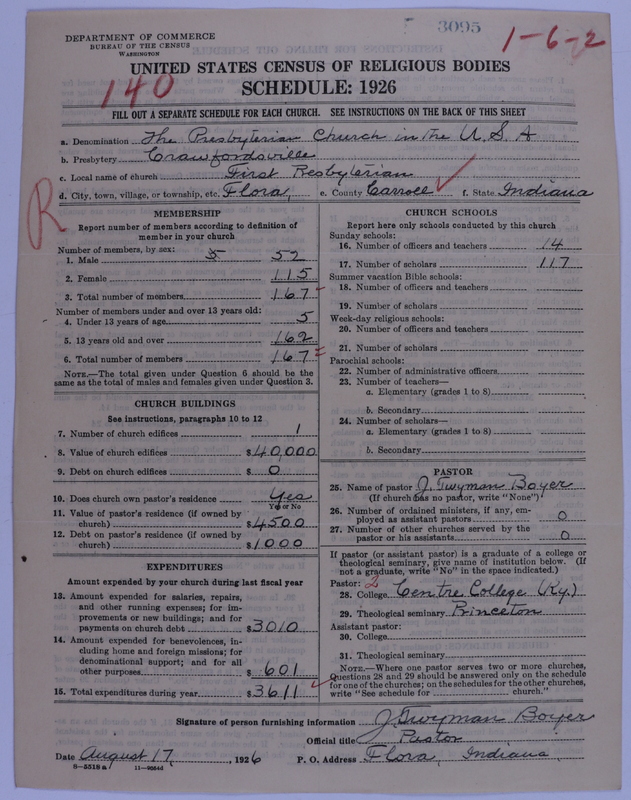 DEPARTMENT OF COMMERCE
BUREAU OF THE CENSUS
WASHINGTON
3095
1-6-2
140
UNITED STATES CENSUS OF RELIGIOUS BODIES
SCHEDULE: 1926
FILL OUT A SEPARATE SCHEDULE FOR EACH CHURCH. SEE INSTRUCTIONS ON THE BACK OF THIS SHEET
a. Denomination The Presbyterian Church in the U. S. A
b. Presbytery Crawfordsville
c. Local name of church First Resbyterian
d. City, town, village, or township, etc. Flora, e. County Carroll f. State Indiana
R
MEMBERSHIP
Report number of members according to definition of
member in your church
Number of members, by sex:
1. Male 5 52
2. Female 115
3. Total number of members 167
Number of members under and over 13 years old:
4. Under 13 years of age 5
5. 13 years old and over 162
6. Total number of members 167
NOTE.—The total given under Question 6 should be
same as the total of males and females given under Question 3.
CHURCH BUILDINGS
See instructions, paragraphs 10 to 12
7. Number of church edifices 1
8. Value of church edifices $40,000
9. Debt on church edifices $0
10. Does church own pastor's residence Yes
Yes or No
11. Value of pastor's residence (if owned by
church) $4500
12. Debt on pastor's residence (if owned by
church) $1000
EXPENDITURES
Amount expended by your church during last fiscal year
13. Amount expended for salaries, repairs,
and other running expenses; for im-
provements or new buildings; and for
payments on church debt $3010
14. Amount expended for benevolences, in-
cluding home and foreign missions; for
denominational support; and for all
other purposes $601
15. Total expenditures during year $3611
CHURCH SCHOOLS
Report here only schools conducted by this church
Sunday schools:
16. Number of officers and teachers 14
17. Number of scholars 117
Summer vacation Bible schools:
18. Number of officers and teachers
19. Number of scholars
Week-day religious schools:
20. Number of officers and teachers
21. Number of scholars
Parochial schools:
22. Number of administrative officers
23. Number of teachers—
a. Elementary (grades 1 to 8)
b. Secondary
24. Number of scholars—
a. Elementary (grades 1 to 8)
b. Secondary
PASTOR
25. Name of pastor J. Twyman Boyer
(If church has no pastor, write "None")
26. Number of ordained ministers, if any, em-
ployed as assistant pastors 0
27. Number of other churches served by the
pastor or his assistants 0
If pastor (or assistant pastor) is a graduate of a college or
theological seminary, give name of institution below. (If
not a graduate, write "No" in the space indicated.)
Pastor: 2
28. College Centre College (Ky.)
29. Theological seminary Princeton
Assistant pastor:
30. College
31. Theological seminary
NOTE.—Where one pastor serves two or more churches,
Questions 28 and 29 should be answered only on the schedule
for one of the churches; on the schedules for the other churches,
write "See schedule for church."
Signature of person furnishing information J. Twyman Boyer
Official title Pastor
Date August 17, 1926 P. O. Address Flora, Indiana
8—5518 a 11—9054d